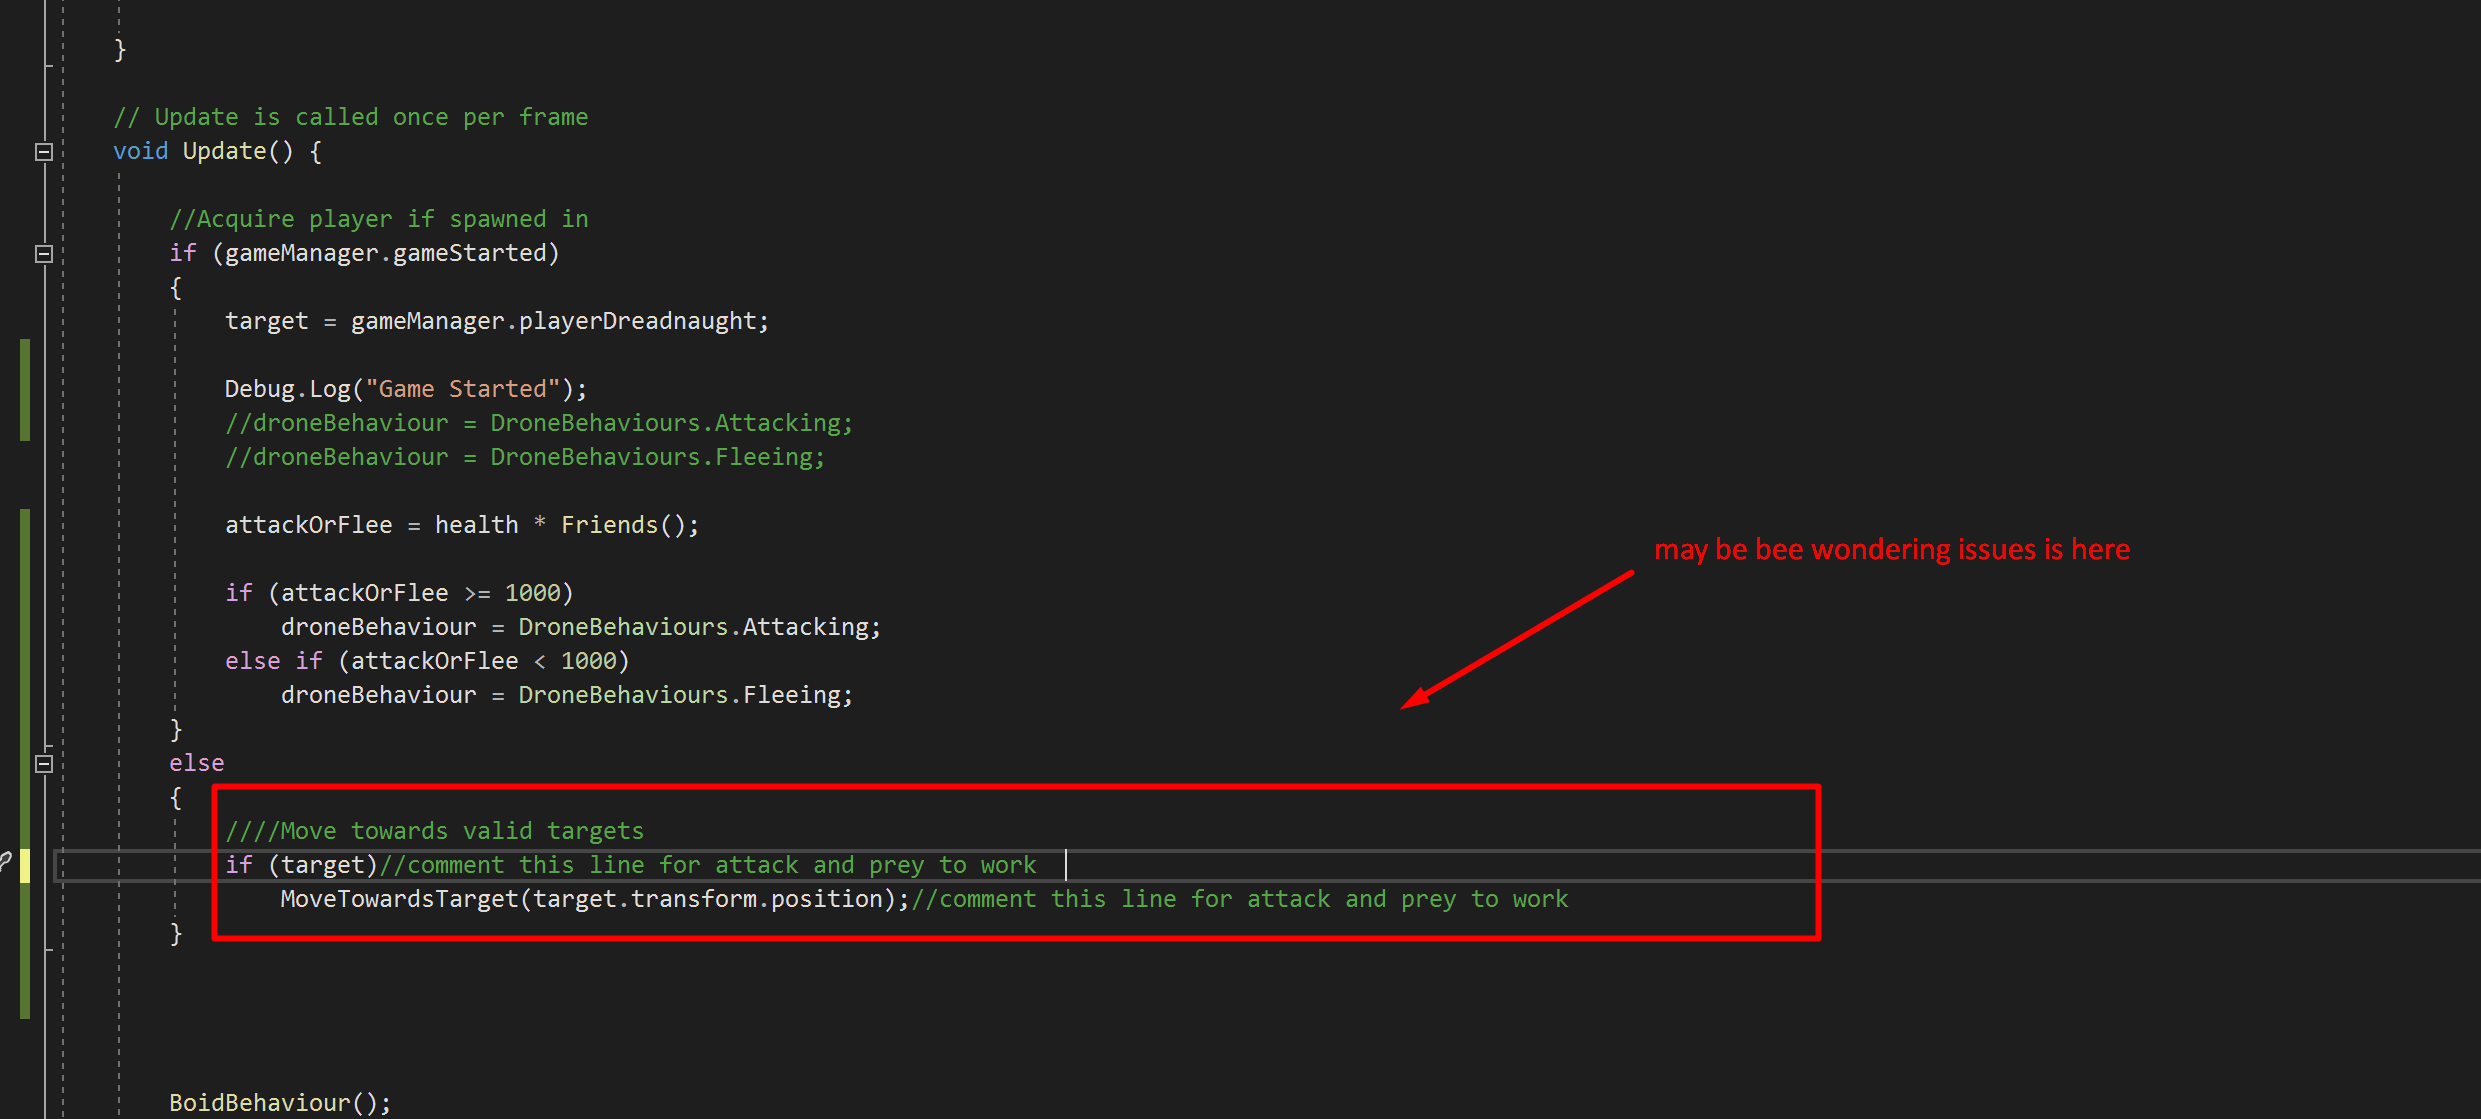 }
// Update is called once per frame
void Update() {
//Acquire player if spawned in
if (gameManager.gameStarted)
{
target = gameManager.playerDreadnaught;
Debug.Log("Game Started");
//droneBehaviour = DroneBehaviours.Attacking;
//droneBehaviour = DroneBehaviours.Fleeing;
attackOrFlee = health * Friends();
may be bee wondering issues is here
if (attackOrFlee >= 1000)
droneBehaviour = DroneBehaviours.Attacking;
else if (attackOrFlee < 1000)
droneBehaviour = DroneBehaviours.Fleeing;
}
else
{
////Move towards valid targets
if (target)//comment this line for attack and prey to work
MoveTowardsTarget(target.transform.position);//comment this line for attack and prey to work
}
BoidBehaviour();